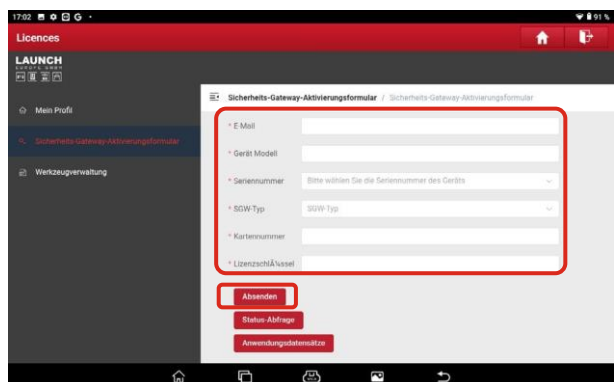 17:02 G ·
91 %
Licences
LAUNCH
EUROPE GMBH
Mein Profil
Sicherheits-Gateway-Aktivierungsformular
Werkzeugverwaltung
Sicherheits-Gateway-Aktivierungsformular / Sicherheits-Gateway-Aktivierungsformular
* E Mail
* Gerät Modell
* Seriennummer Bitte wählen Sie die Seriennummer des Geräts
* SGW-Typ SGW-Typ
* Kartennummer
* LizenzschlÃ¼ssel
Absenden
Status-Abfrage
Anwendungsdatensätze